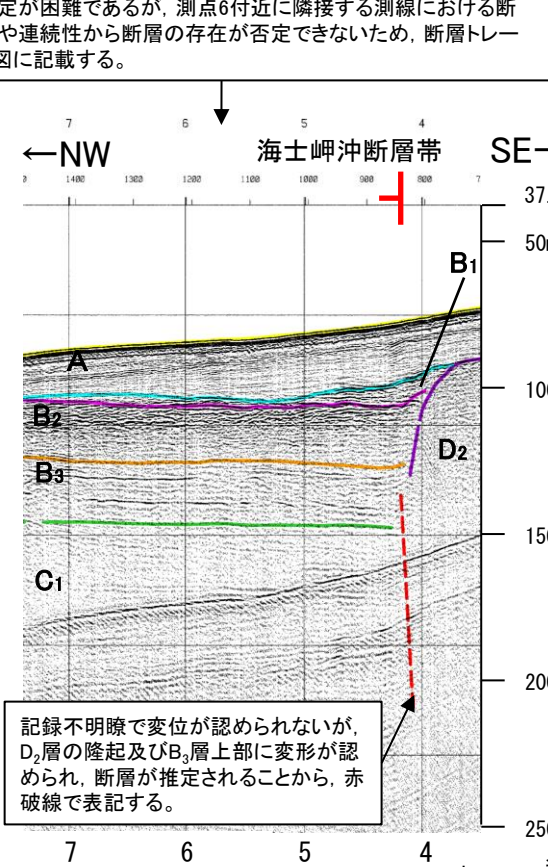 定が困難であるが，測点6付近に隣接する測線における断
や連続性から断層の存在が否定できないため，断層トレー
図に記載する。
7 6 5 4
←NW 海士岬沖断層帯 SE
1400 1300 1200 1100 1000 900 800 7
37.
50m
B1
A
100
B2
D2
B3
150
C1
200
記録不明瞭で変位が認められないが，
D2層の隆起及びB3層上部に変形が認
められ，断層が推定されることから，赤
破線で表記する。
250
7 6 5 4